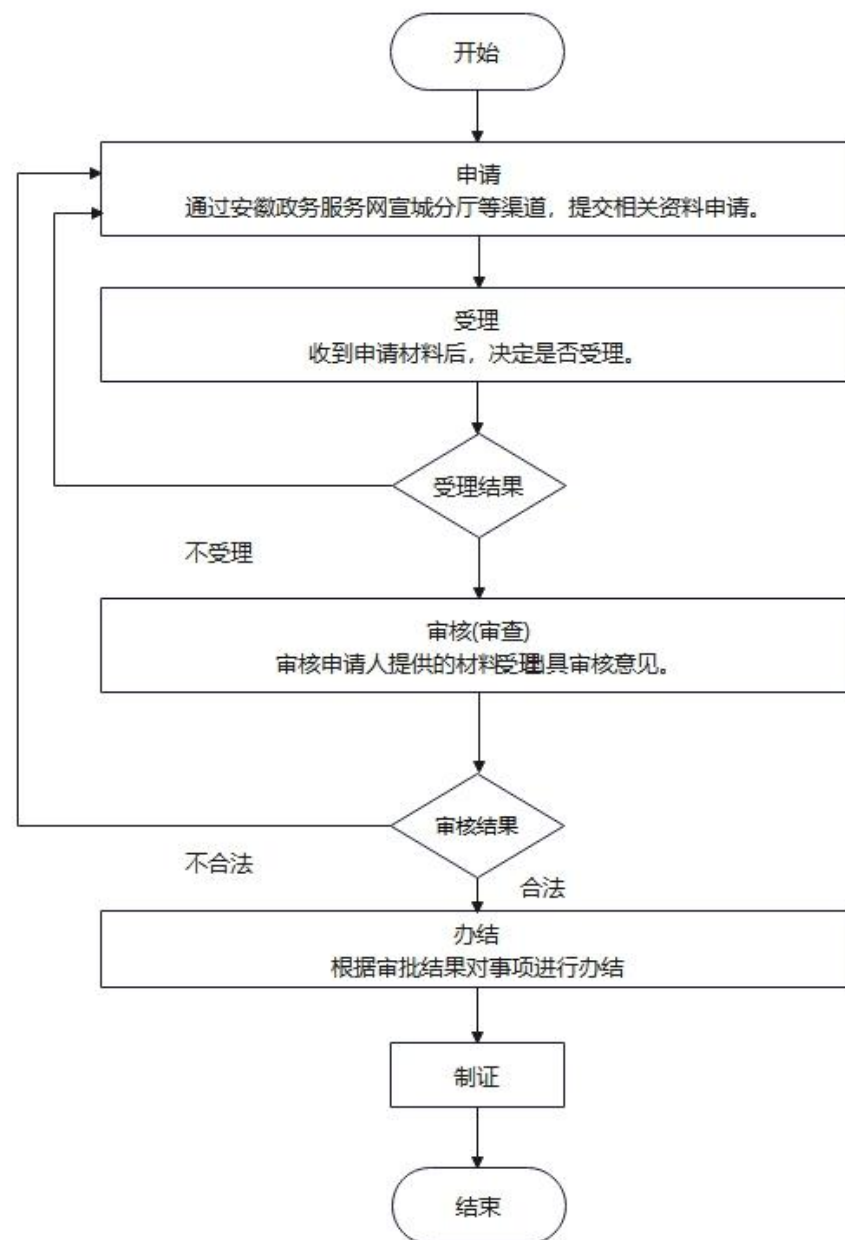 开始
申请
通过安徽政务服务网宣城分厅等渠道，提交相关资料申请。
受理
收到申请材料后，决定是否受理。
受理结果
不受理
审核(审查)
审核申请人提供的材料 出具审核意见。
受理
审核结果
不合法
合法
办结
根据审批结果对事项进行办结
制证
结束